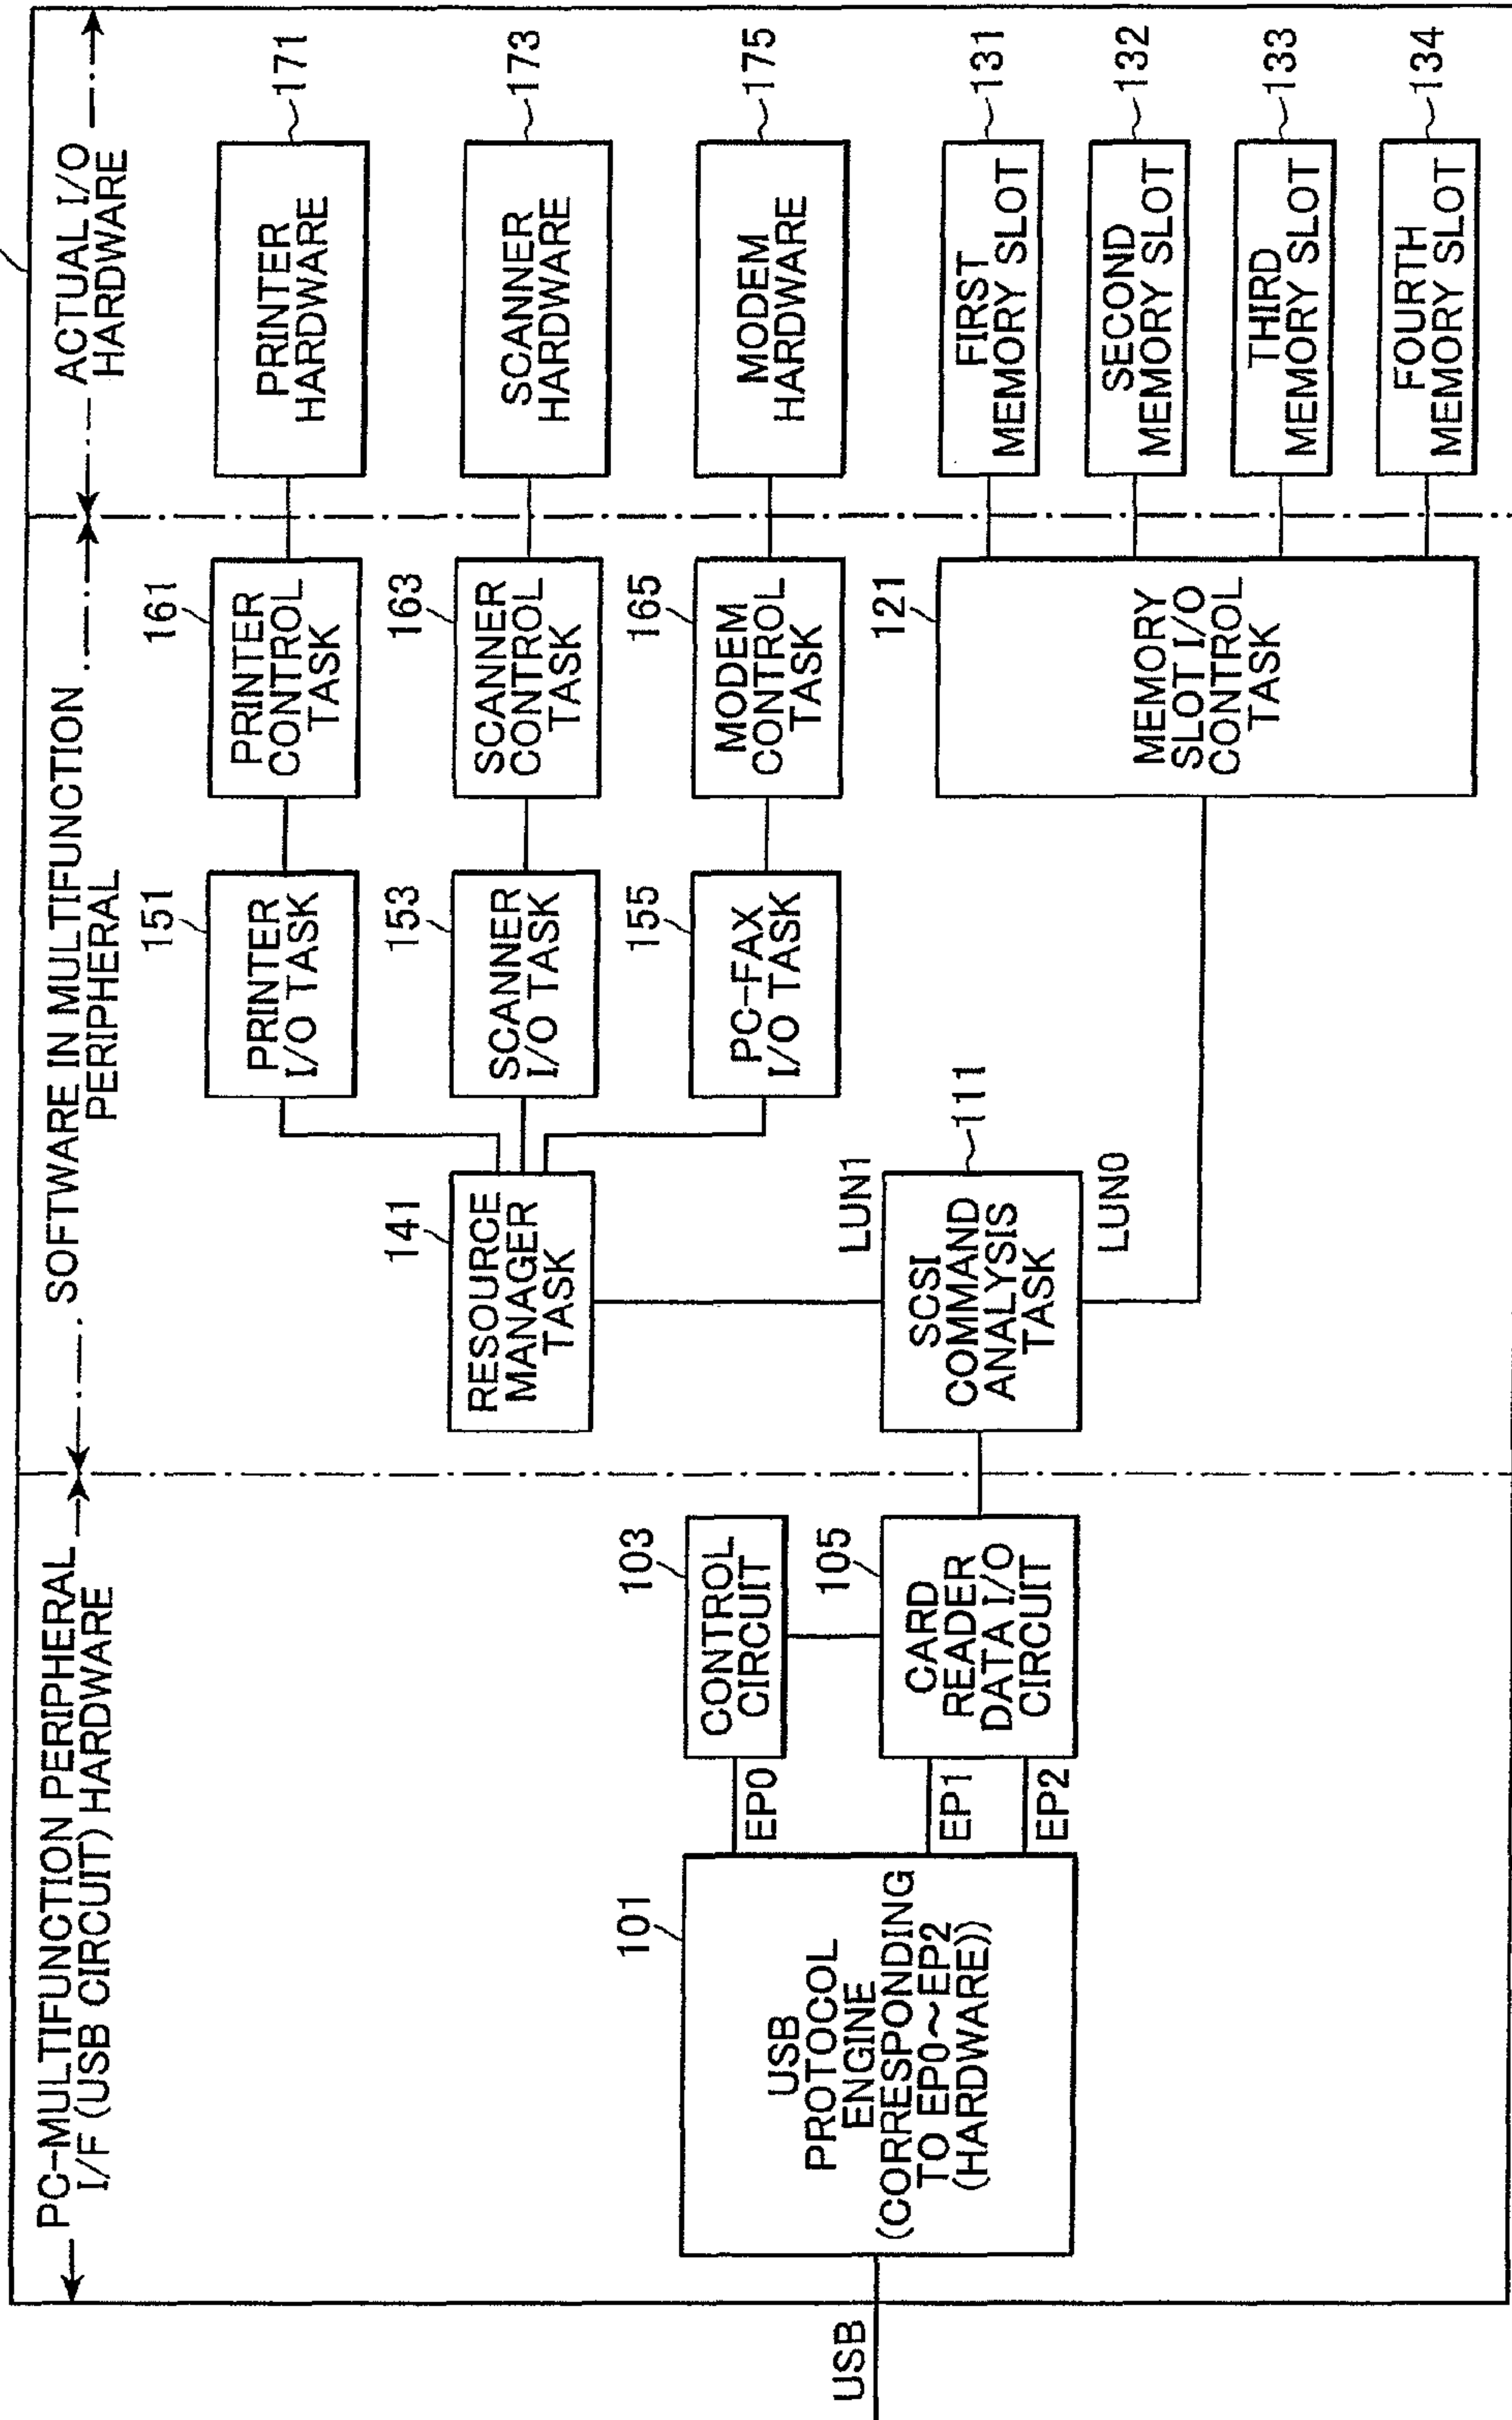 PC-MULTIFUNCTION PERIPHERAL
I/F (USB CIRCUIT) HARDWARE
SOFTWARE IN MULTIFUNCTION
PERIPHERAL
ACTUAL I/O
HARDWARE
USB
101
USB
PROTOCOL
ENGINE
(CORRESPONDING
TO EP0~EP2
(HARDWARE))
EP0
EP1
EP2
103
CONTROL
CIRCUIT
105
CARD
READER
DATA I/O
CIRCUIT
141
RESOURCE
MANAGER
TASK
LUN1
111
SCSI
COMMAND
ANALYSIS
TASK
LUN0
151
PRINTER
I/O TASK
153
SCANNER
I/O TASK
155
PC-FAX
I/O TASK
161
PRINTER
CONTROL
TASK
163
SCANNER
CONTROL
TASK
165
MODEM
CONTROL
TASK
121
MEMORY
SLOT I/O
CONTROL
TASK
PRINTER
HARDWARE
171
SCANNER
HARDWARE
173
MODEM
HARDWARE
175
FIRST
MEMORY SLOT
131
SECOND
MEMORY SLOT
132
THIRD
MEMORY SLOT
133
FOURTH
MEMORY SLOT
134